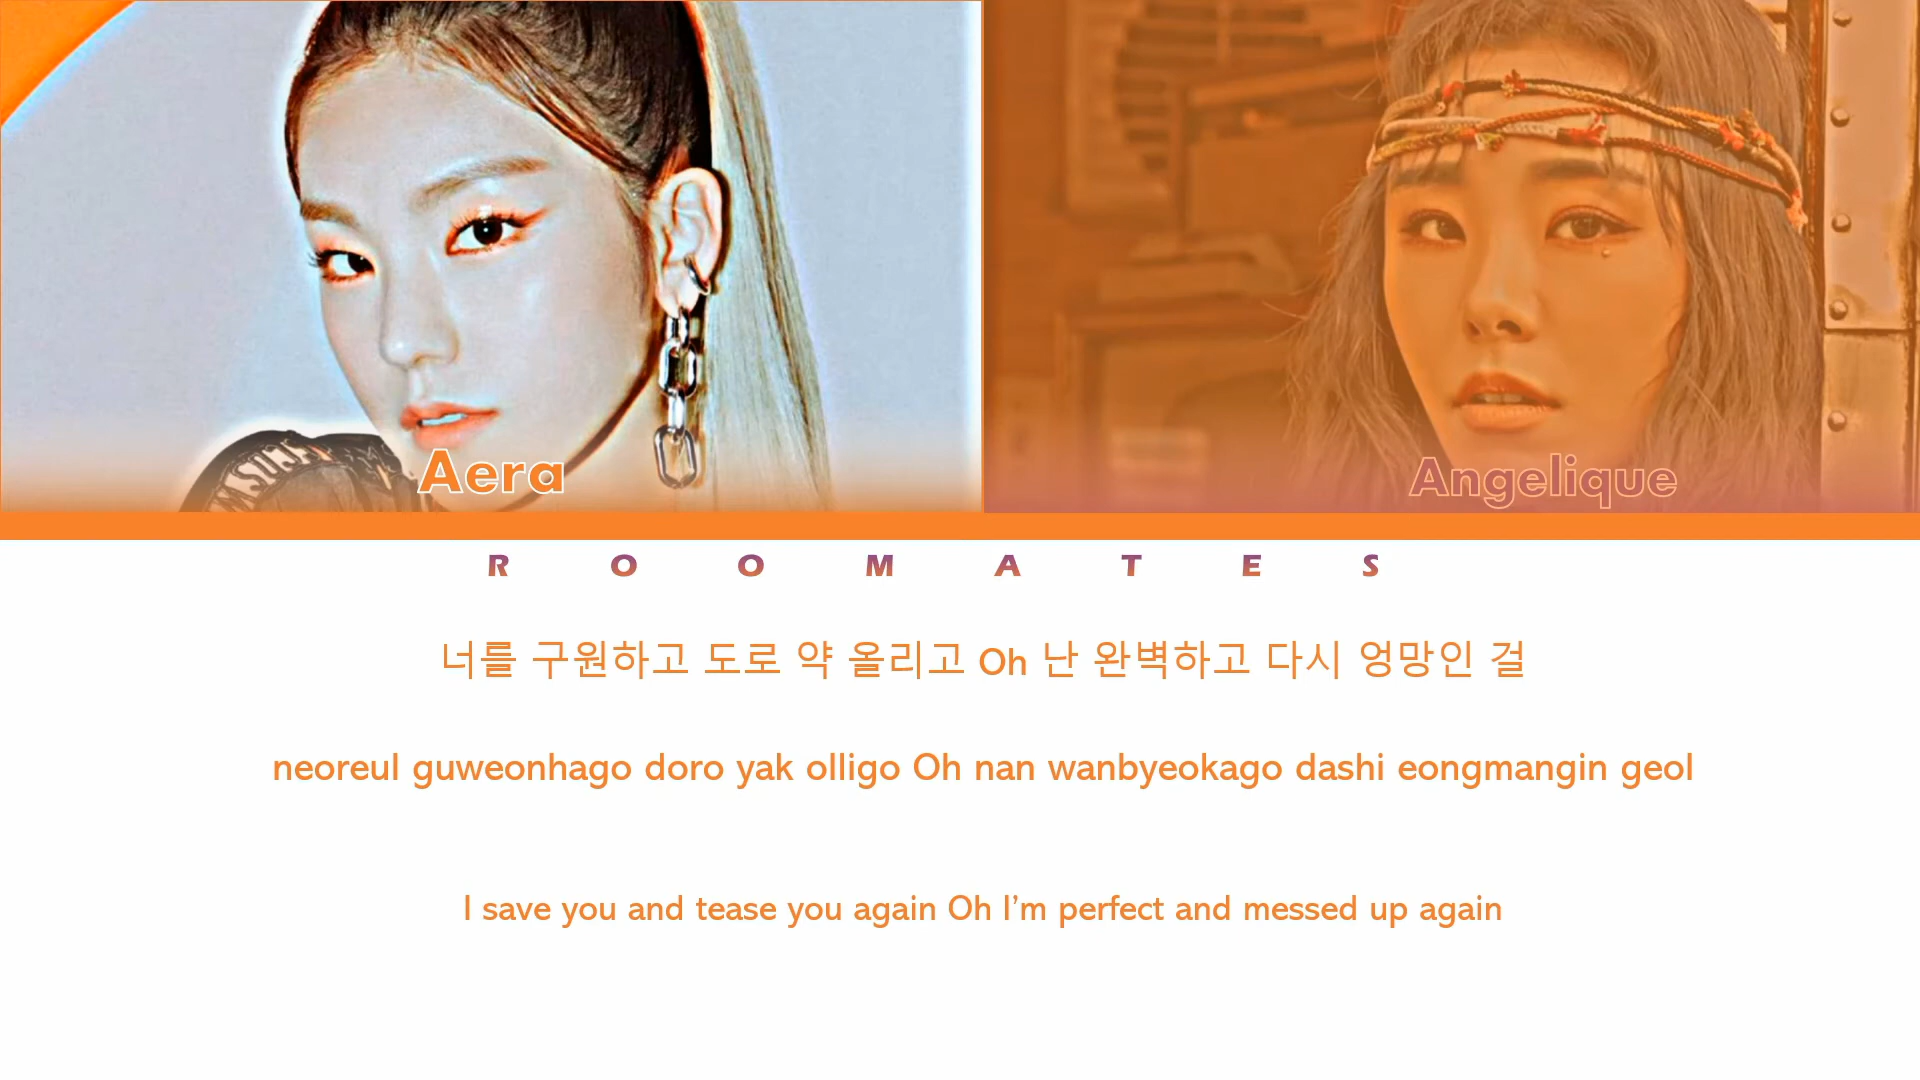 Aera
Angelique
R O O M A T E S
너를 구원하고 도로 약 올리고 Oh 난 완벽하고 다시 엉망인 걸
neoreul guweonhago doro yak olligo Oh nan wanbyeokago dashi eongmangin geol
I save you and tease you again Oh I’m perfect and messed up again